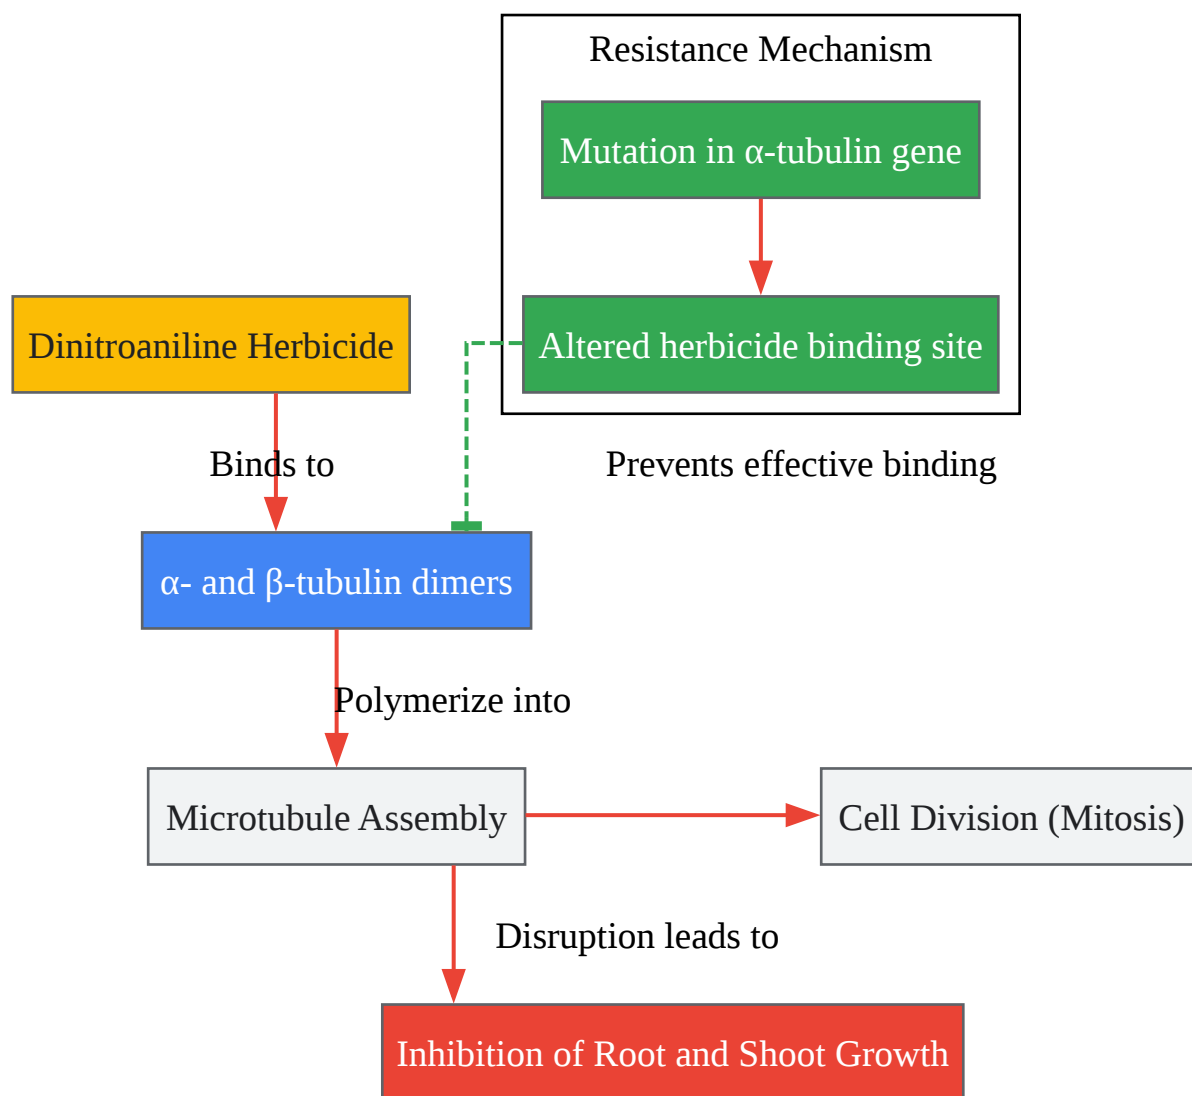 Resistance Mechanism
Mutation in α-tubulin gene
Dinitroaniline Herbicide
Altered herbicide binding site
Binds to
Prevents effective binding
α- and β-tubulin dimers
Polymerize into
Microtubule Assembly
Cell Division (Mitosis)
Disruption leads to
Inhibition of Root and Shoot Growth